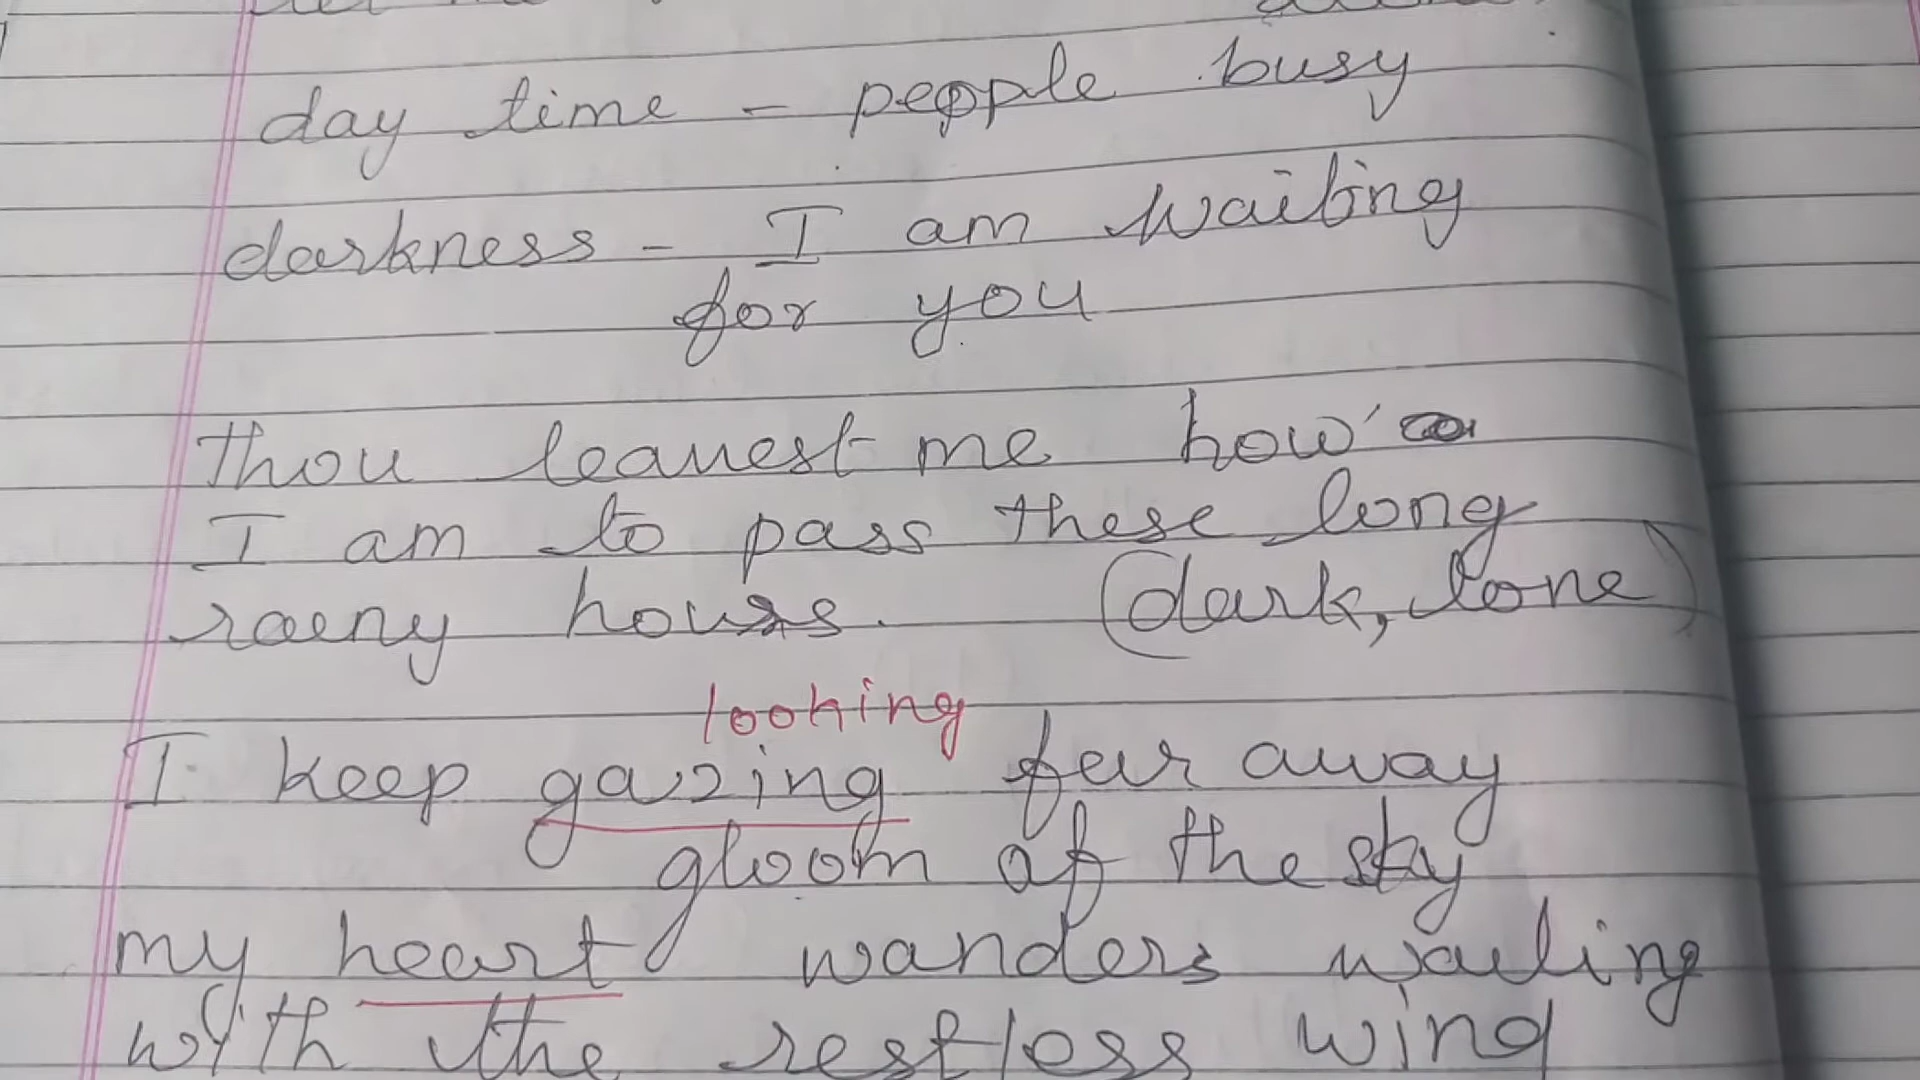 day time - people busy
darkness - I am waiting
for you
Thou leavest me how
I am to pass these long
rainy hours. (dark, lone)
looking
I keep gazing far away
gloom of the sky
my heart wanders wailing
with the restless wind